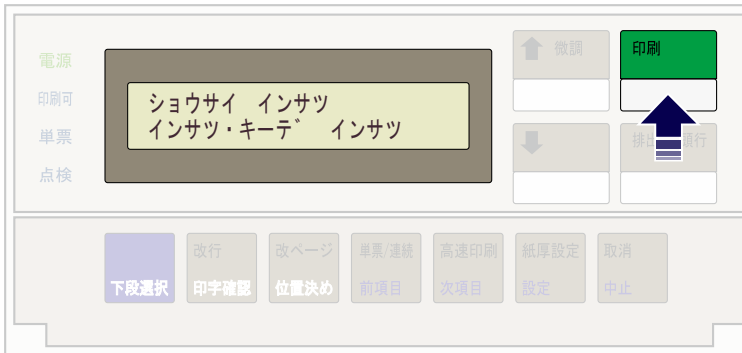 電源
印刷可
単票
点検
ショウサイ インサツ
インサツ・キーデ゛ インサツ
微調
印刷
排出
頭行
改行
改ページ
単票/連続
高速印刷
紙厚設定
取消
下段選択
印字確認
位置決め
前項目
次項目
設定
中止